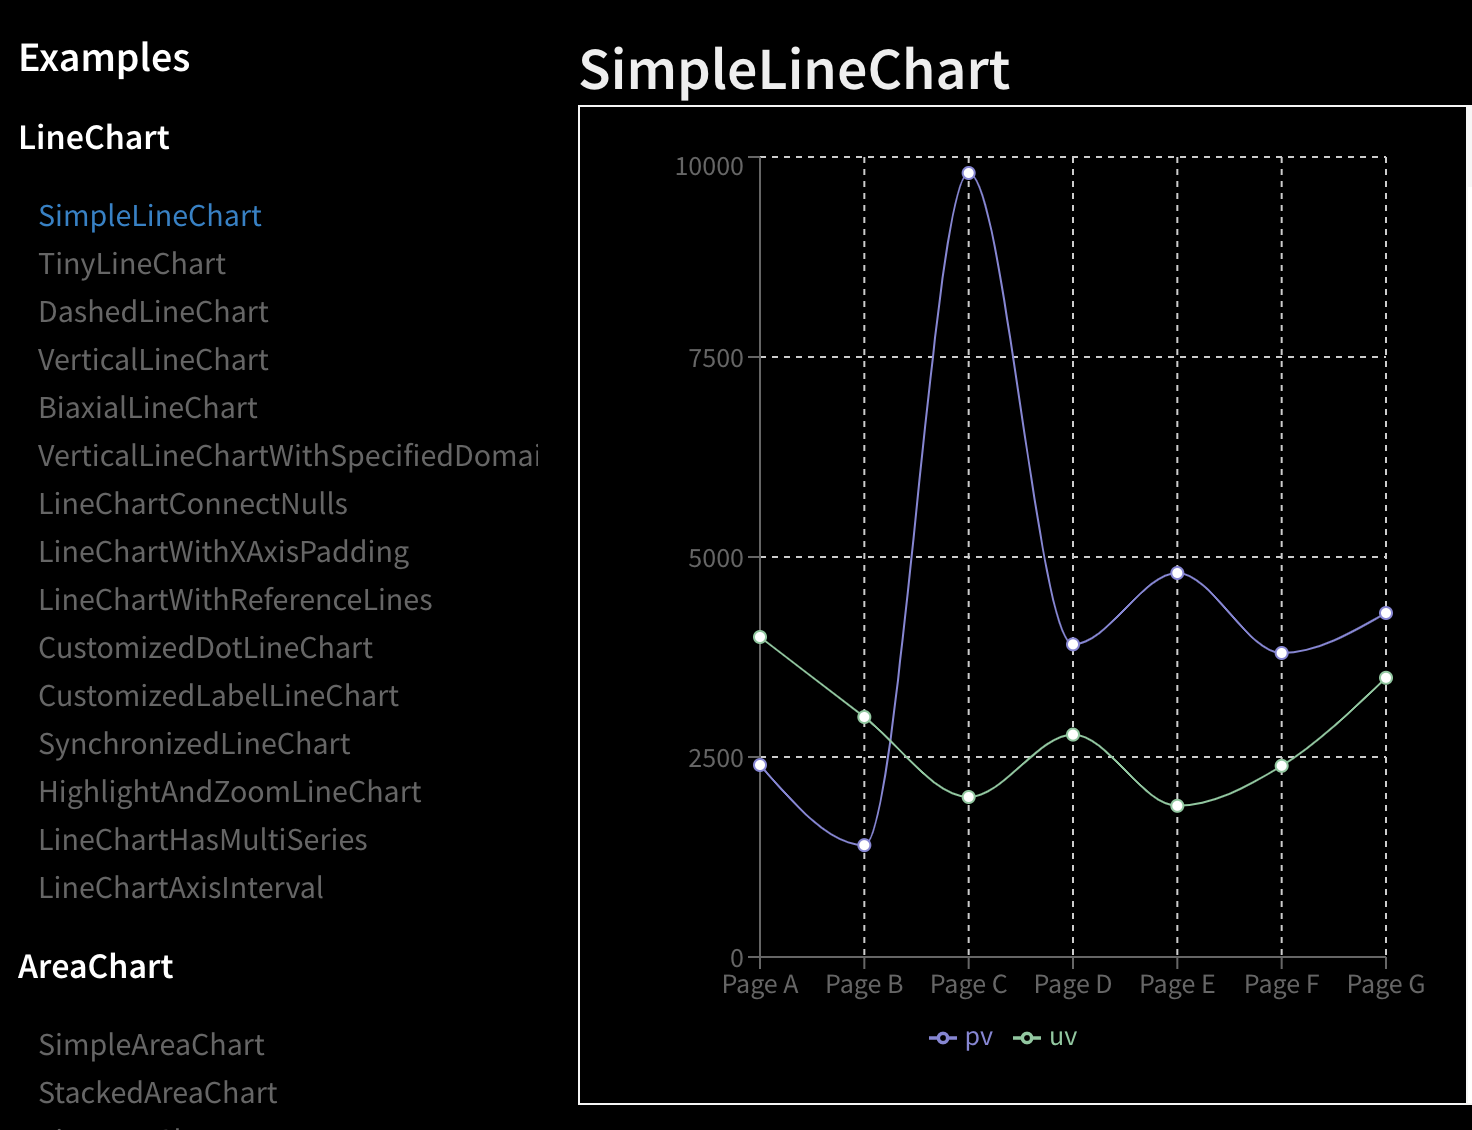 Examples
LineChart
SimpleLineChart
TinyLineChart
DashedLineChart
VerticalLineChart
BiaxialLineChart
VerticalLineChartWithSpecifiedDomai
LineChartConnectNulls
LineChartWithXAxisPadding
LineChartWithReferenceLines
CustomizedDotLineChart
CustomizedLabelLineChart
SynchronizedLineChart
HighlightAndZoomLineChart
LineChartHasMultiSeries
LineChartAxisInterval
AreaChart
SimpleAreaChart
StackedAreaChart
SimpleLineChart
10000
7500
5000
2500
0
Page A Page B Page C Page D Page E Page F Page G
pv uv